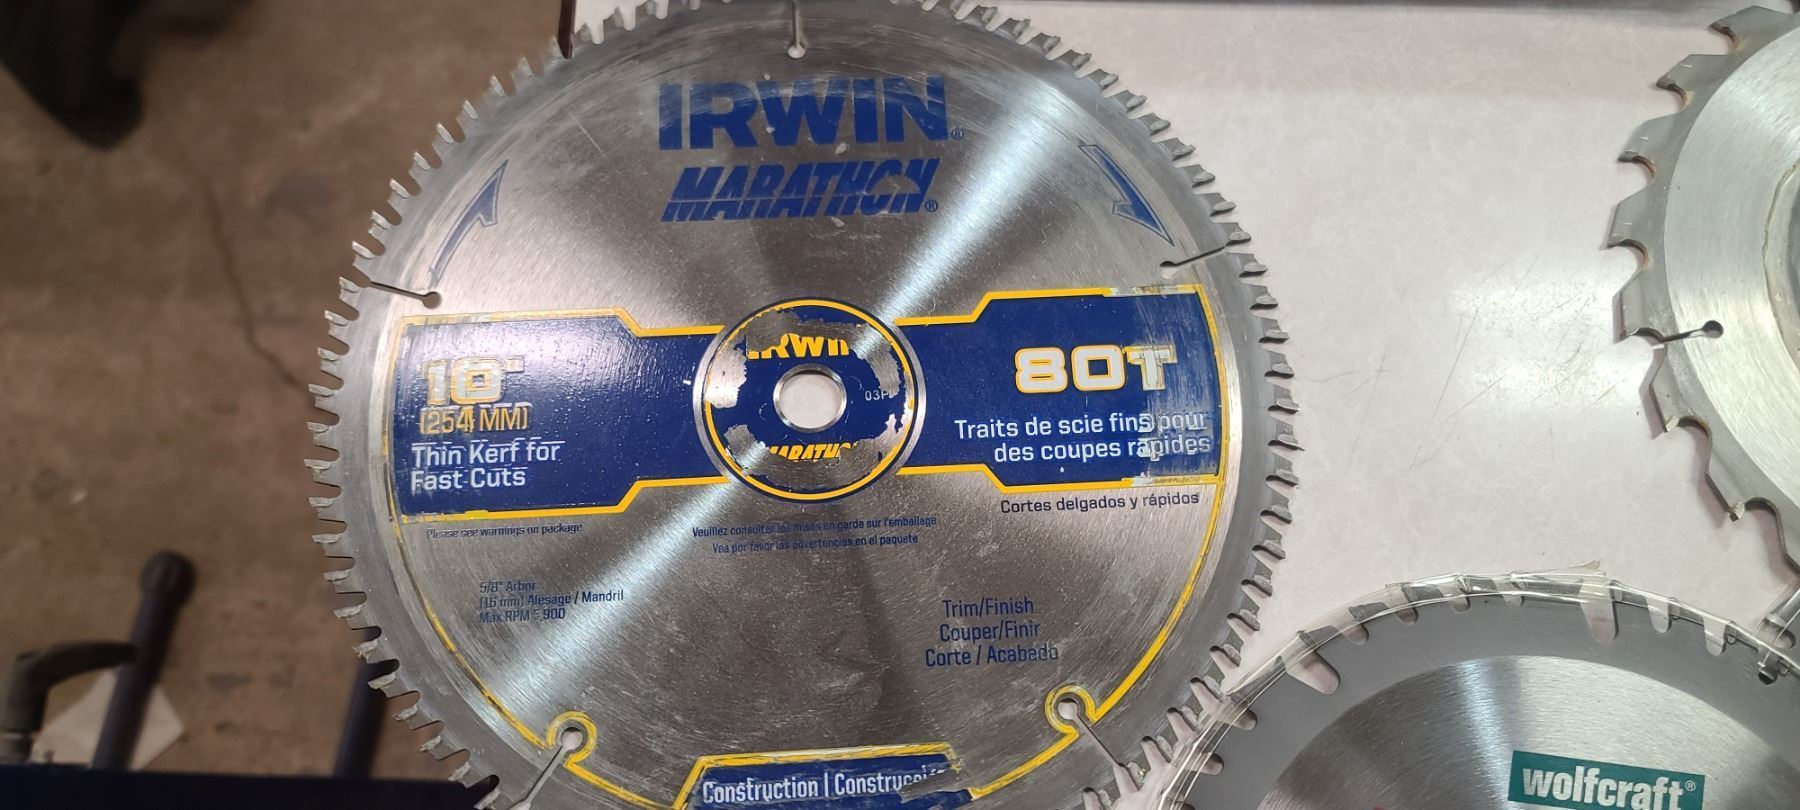 IRWIN®
MARATHON®
10"
(254 MM)
Thin Kerf for
Fast Cuts
IRWIN
03P
MARATHON
80T
Traits de scie fins pour
des coupes rapides
Cortes delgados y rápidos
Please see warnings on package
Veuillez consulter les mises en garde sur l'emballage
Vea por favor las advertencias en el paquete
5/8" Arbor
(16 mm) Alesage / Mandril
Max RPM 5,900
Trim/Finish
Couper/Finir
Corte / Acabado
Construction |
wolfcraft®